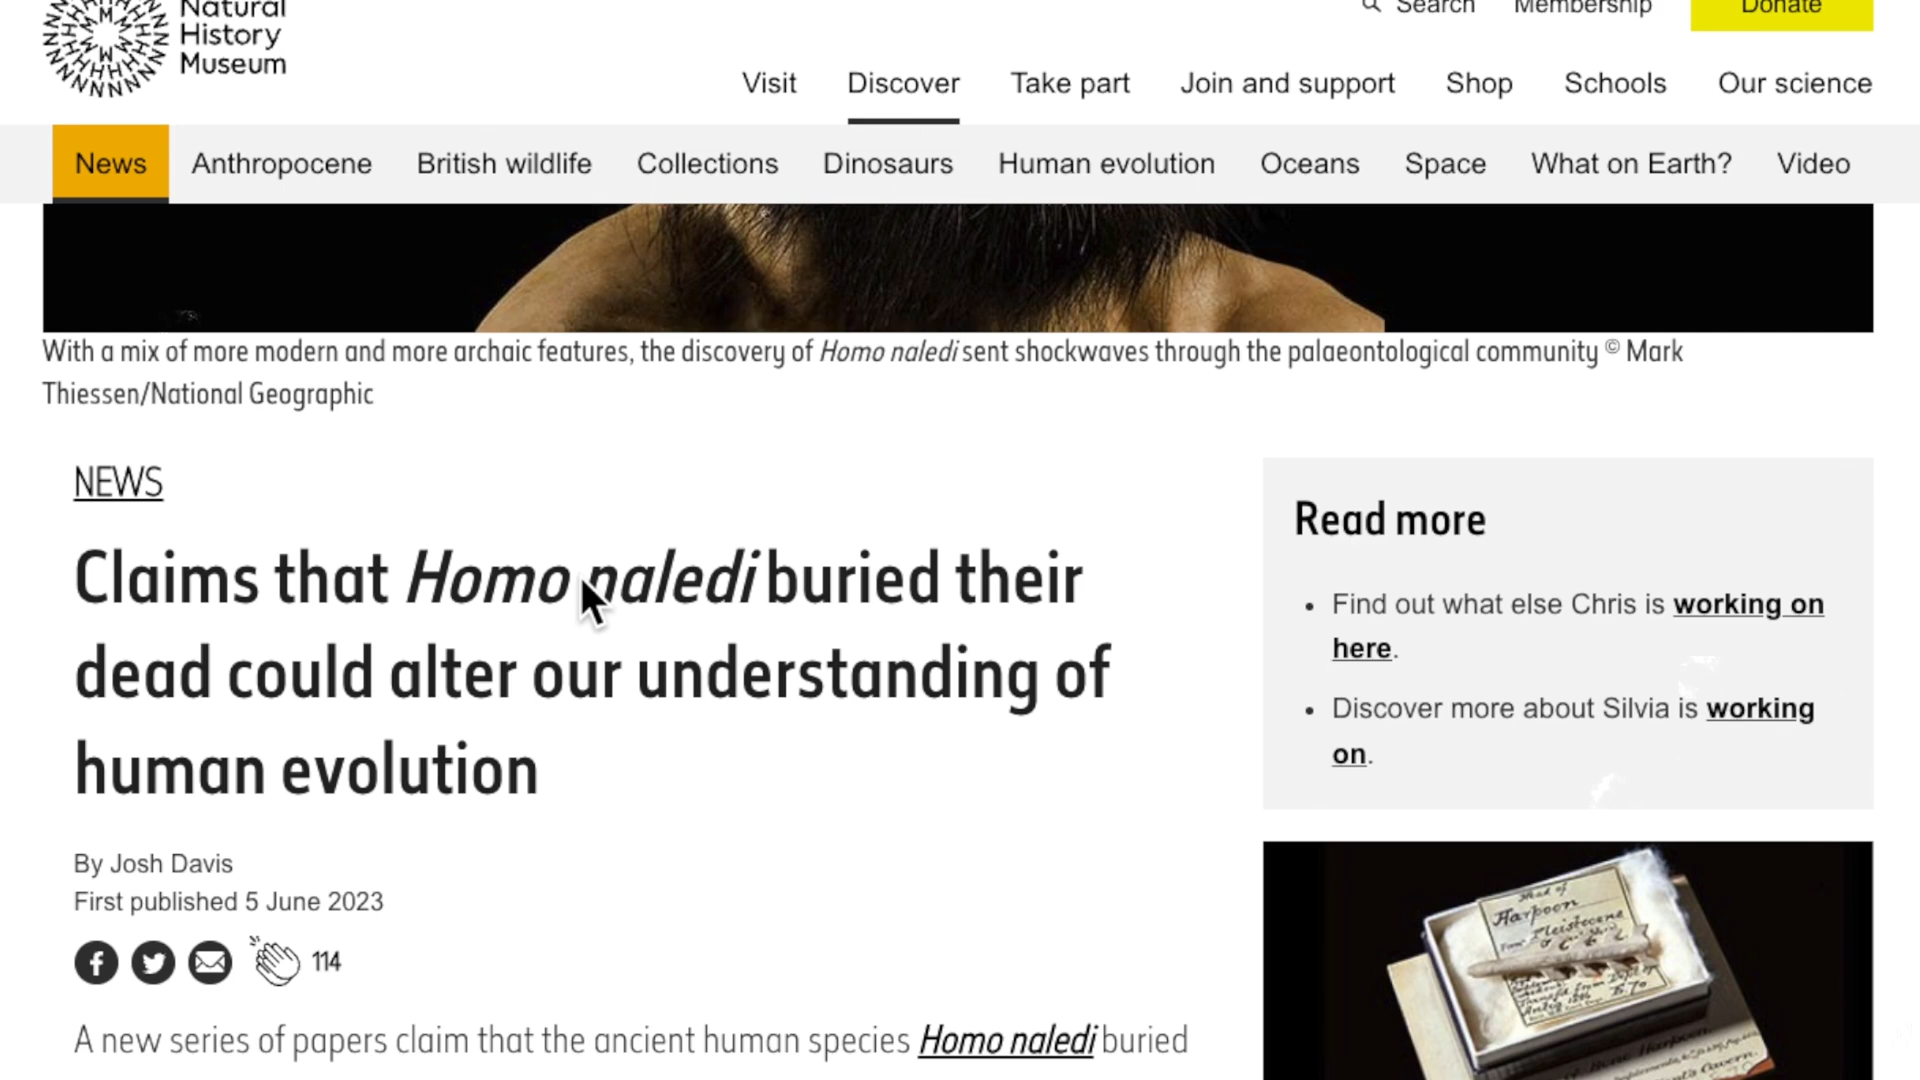 Natural
History
Museum
Search Membership Donate
Visit Discover Take part Join and support Shop Schools Our science
News Anthropocene British wildlife Collections Dinosaurs Human evolution Oceans Space What on Earth? Video
With a mix of more modern and more archaic features, the discovery of Homo naledi sent shockwaves through the palaeontological community © Mark
Thiessen/National Geographic
NEWS
Claims that Homo naledi buried their
dead could alter our understanding of
human evolution
By Josh Davis
First published 5 June 2023
114
A new series of papers claim that the ancient human species Homo naledi buried
Read more
Find out what else Chris is working on
here.
Discover more about Silvia is working
on.
Head of
Harpoon
Pleistocene